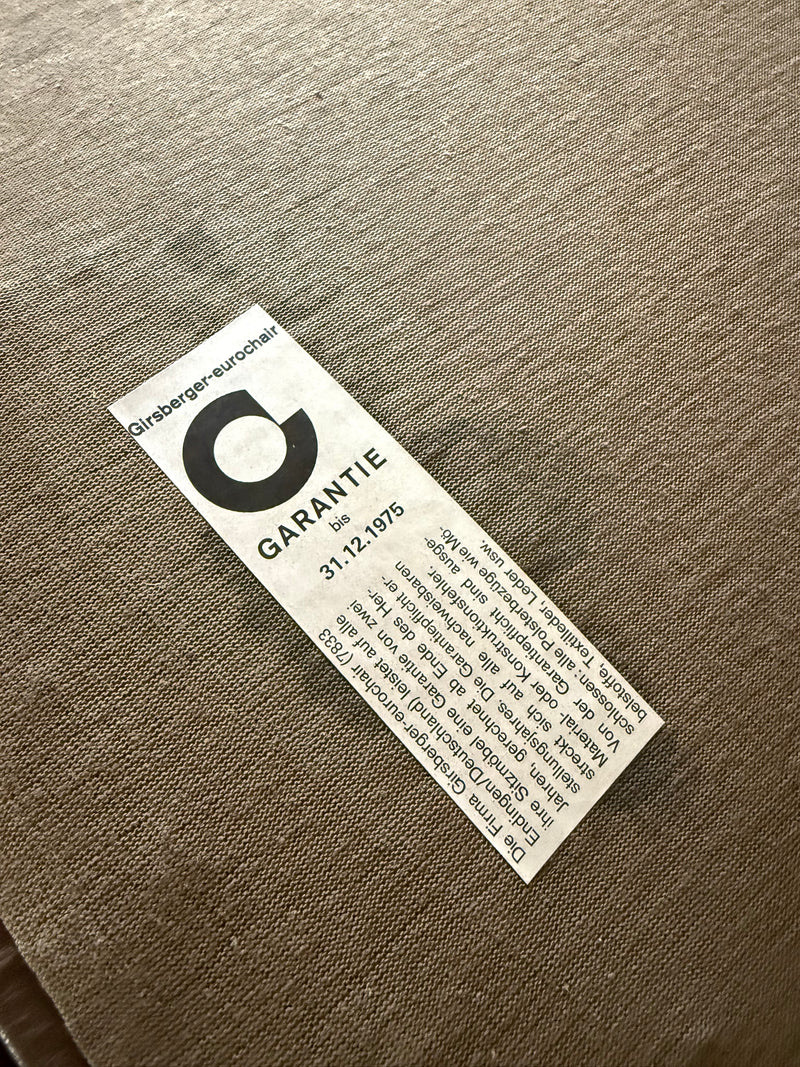 Girsberger-eurochair
GARANTIE
bis
31.12.1975
Die Firma Girsberger-eurochair (7833
Endingen/Deutschland) leistet auf alle
ihre Sitzmöbel eine Garantie von zwei
Jahren, gerechnet ab Ende des Her-
stellungsjahres. Die Garantiepflicht er-
streckt sich auf alle nachweisbaren
Material- oder Konstruktionsfehler.
Von der Garantiepflicht sind ausge-
schlossen: alle Polsterbezüge wie Mö-
belstoffe, Textilleder, Leder usw.